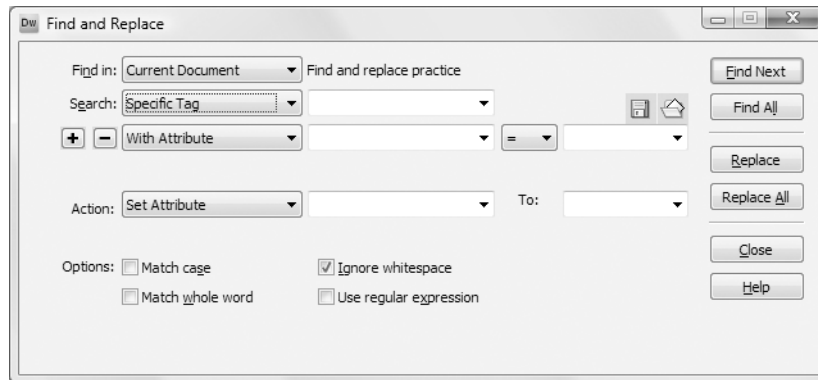 Dw Find and Replace
Find in: Current Document Find and replace practice Find Next
Search: Specific Tag Find All
+ - With Attribute =
Replace
Action: Set Attribute To: Replace All
Close
Options: Match case Ignore whitespace
Help
Match whole word Use regular expression